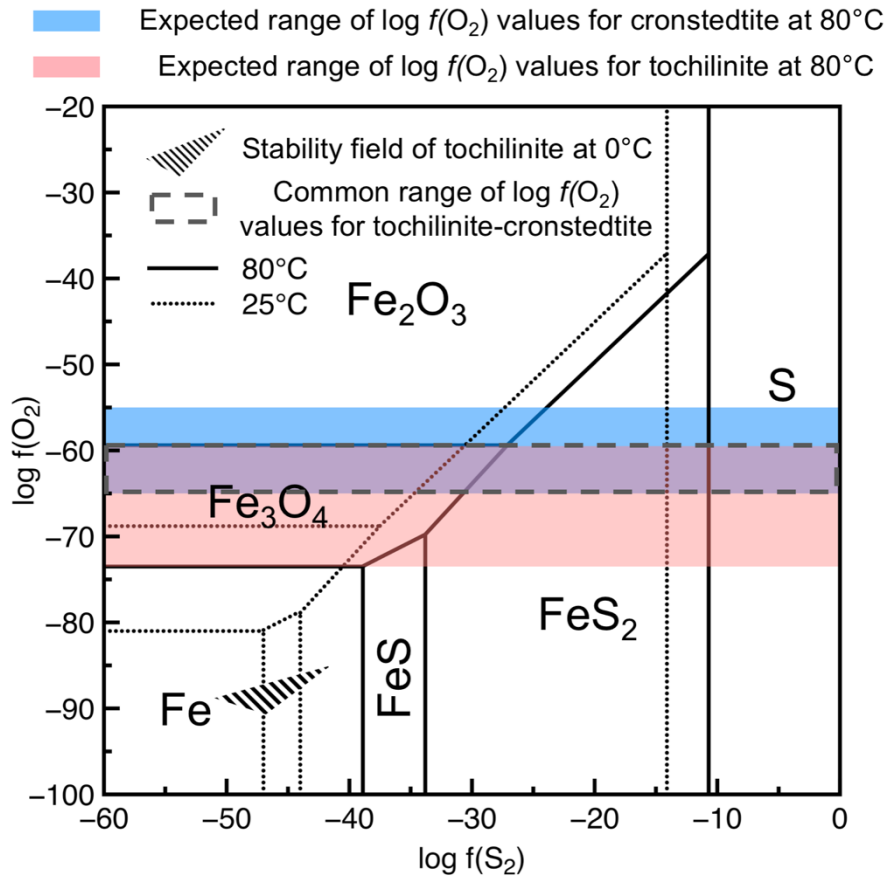 Expected range of log f(O₂) values for cronstedtite at 80°C
Expected range of log f(O₂) values for tochilinite at 80°C
−20
−30
−40
−50
−60
−70
−80
−90
−100
log f(O₂)
Stability field of tochilinite at 0°C
Common range of log f(O₂)
values for tochilinite-cronstedtite
80°C
25°C
Fe₂O₃
S
Fe₃O₄
FeS₂
FeS
Fe
−60
−50
−40
−30
−20
−10
0
log f(S₂)